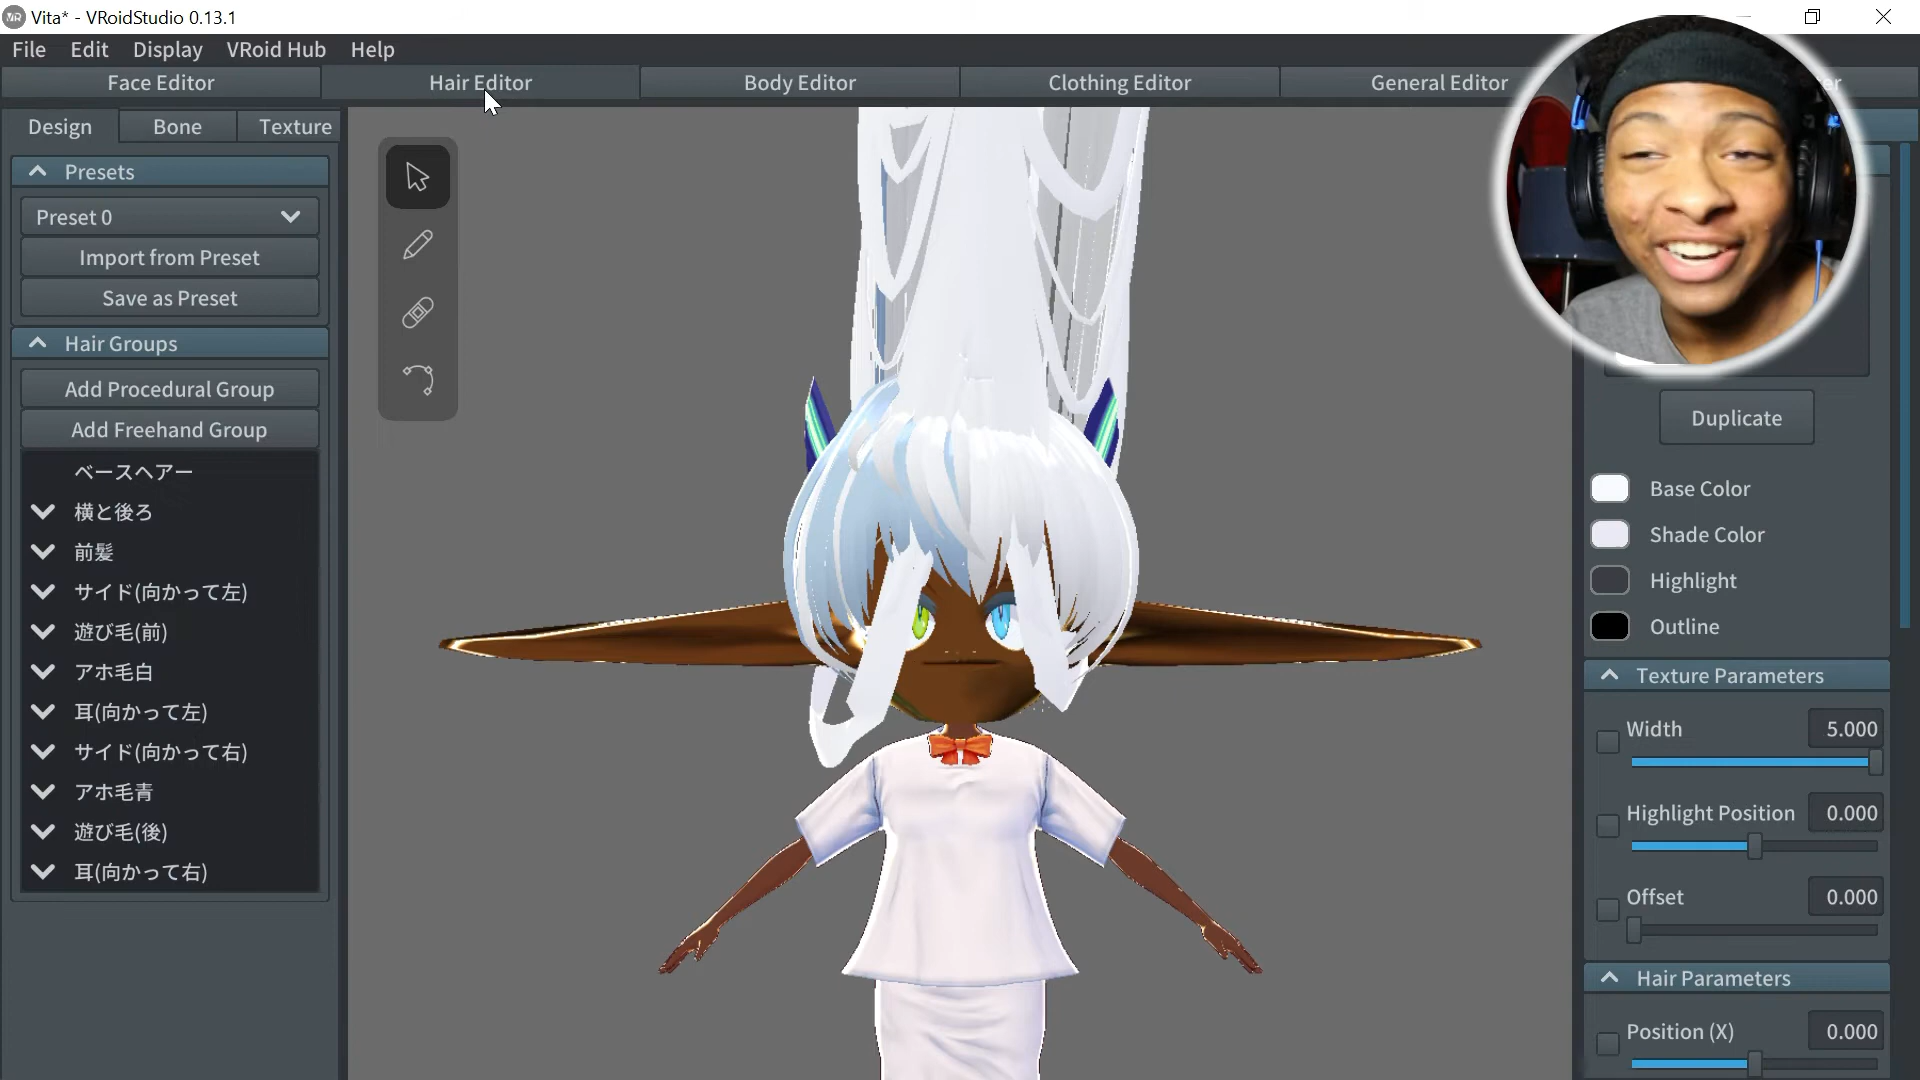 Vita* - VRoidStudio 0.13.1
File Edit Display VRoid Hub Help
Face Editor Hair Editor Body Editor Clothing Editor General Editor
Design Bone Texture
Presets
Preset 0
Import from Preset
Save as Preset
Hair Groups
Add Procedural Group
Add Freehand Group
ベースヘアー
横と後ろ
前髪
サイド(向かって左)
遊び毛(前)
アホ毛白
耳(向かって左)
サイド(向かって右)
アホ毛青
遊び毛(後)
耳(向かって右)
Duplicate
Base Color
Shade Color
Highlight
Outline
Texture Parameters
Width 5.000
Highlight Position 0.000
Offset 0.000
Hair Parameters
Position (X) 0.000